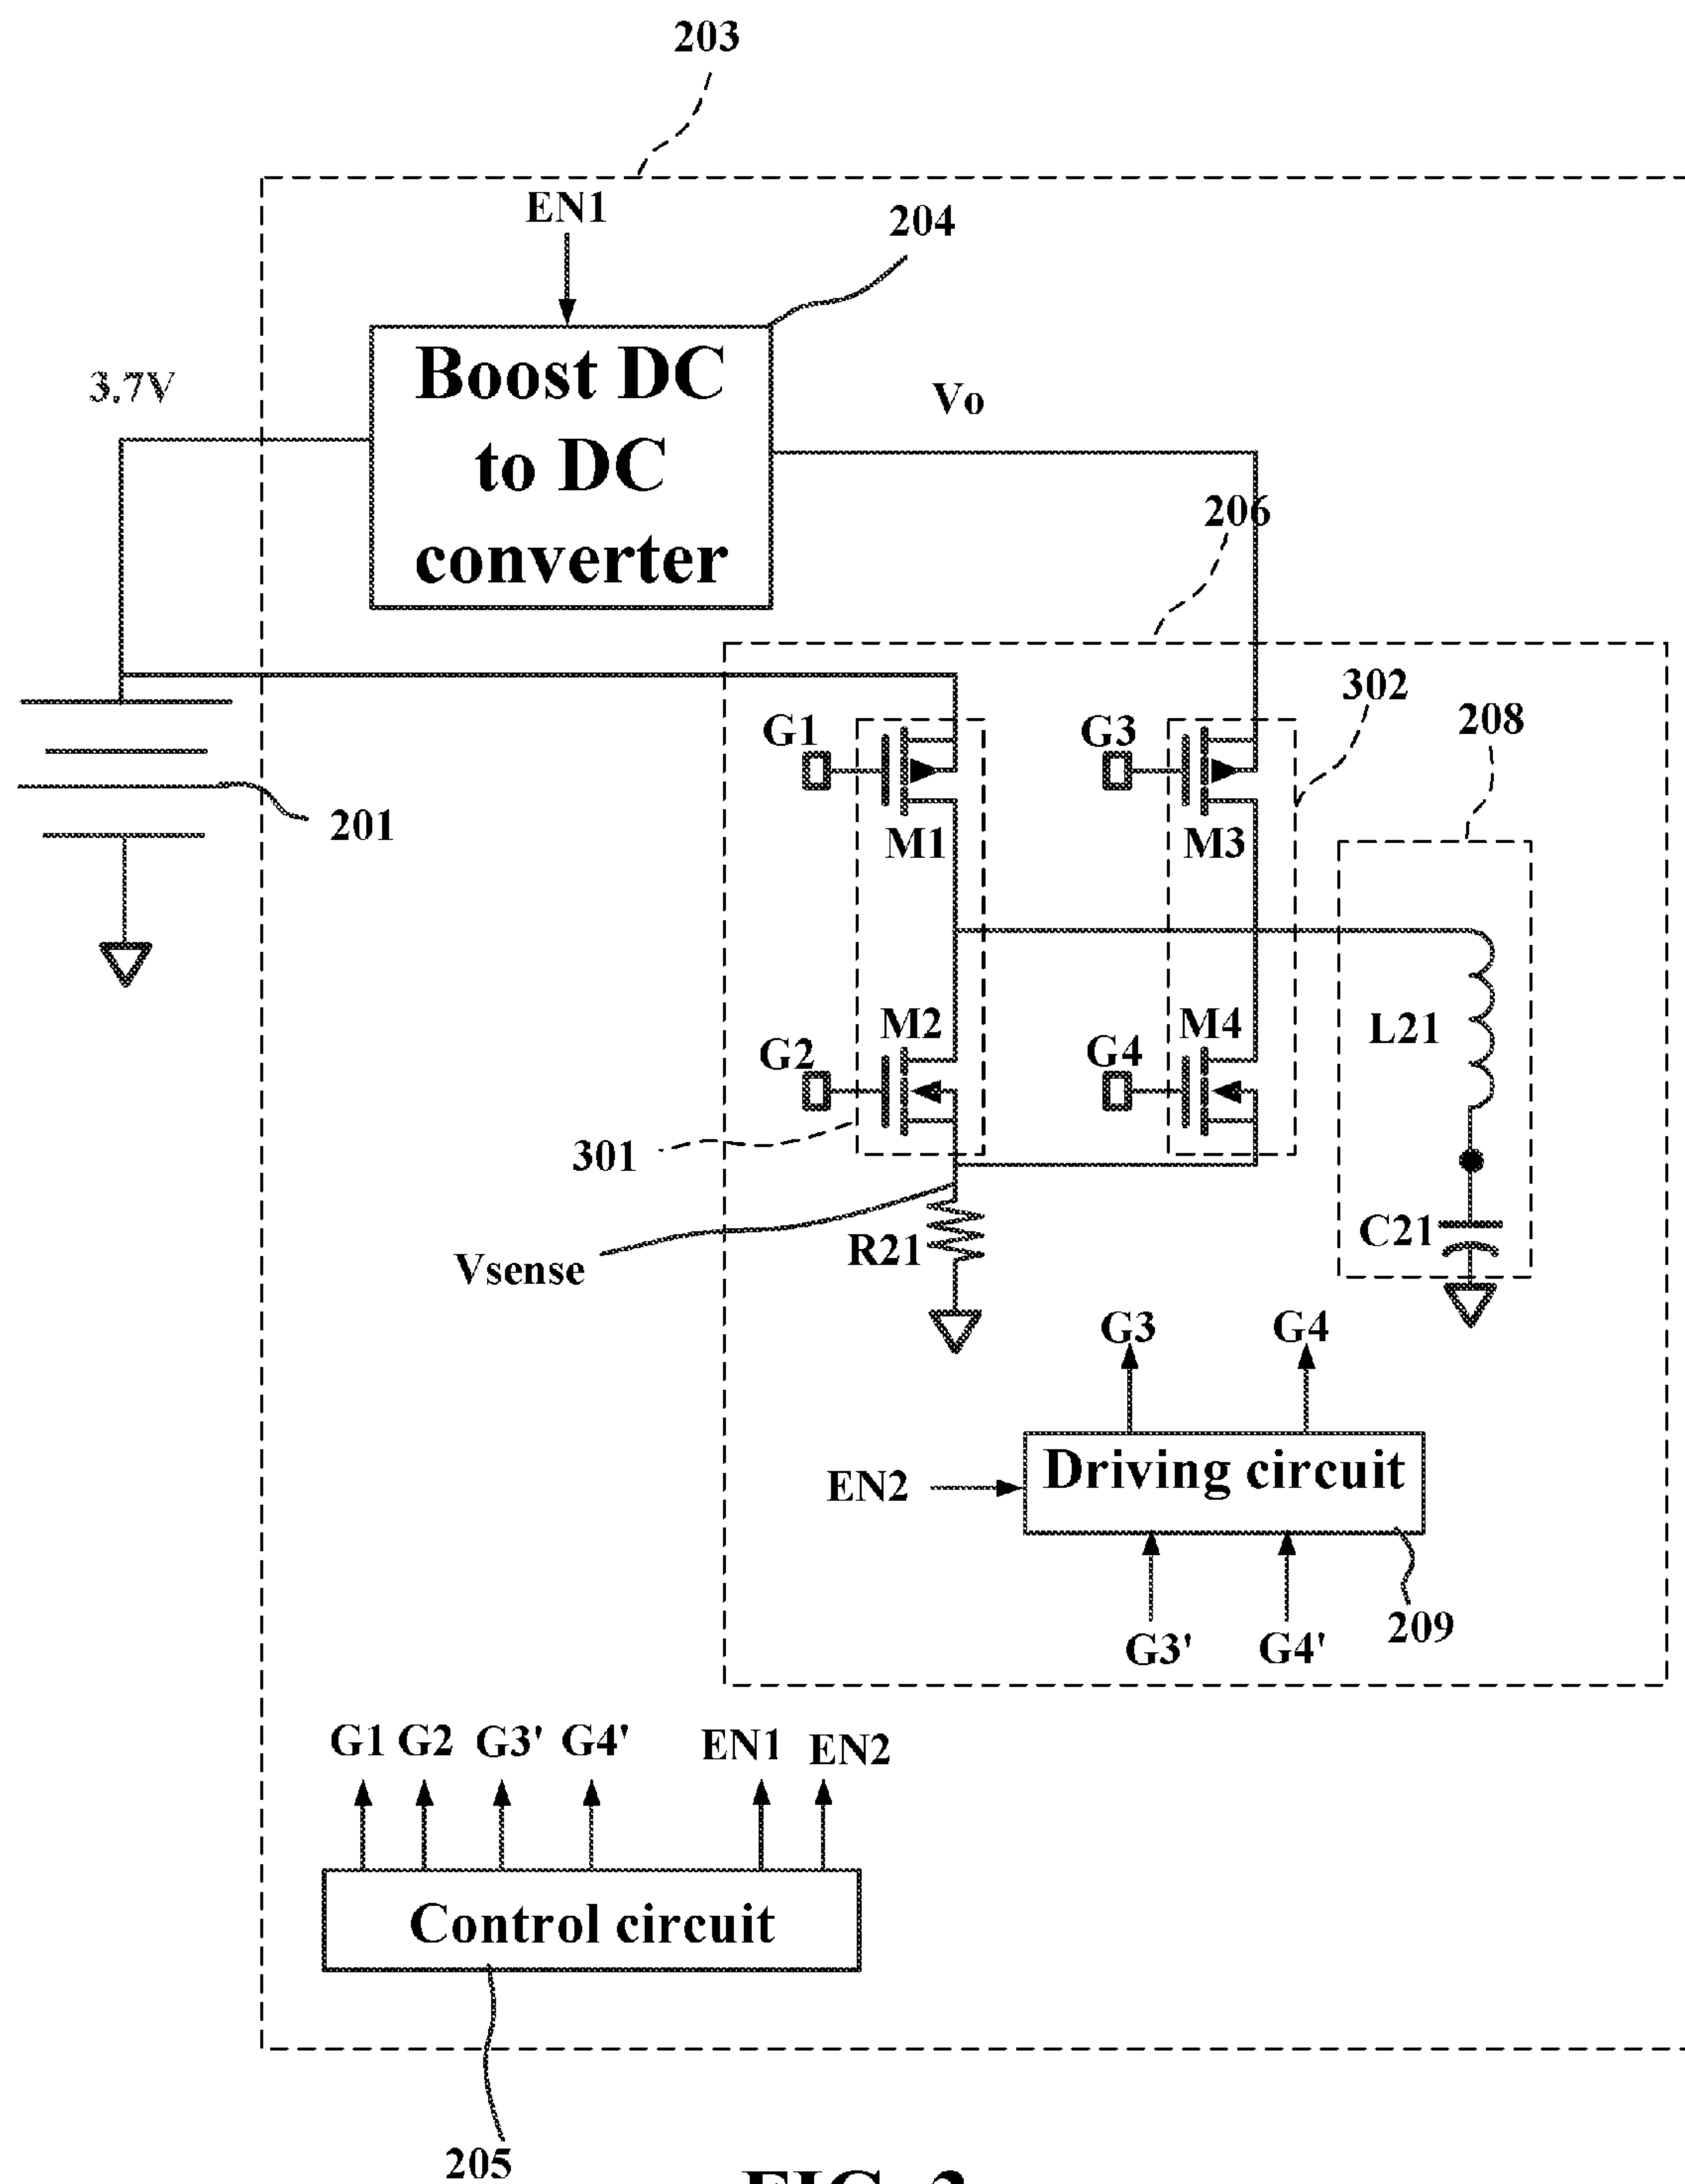 203
EN1
204
Boost DC
to DC
converter
3.7V
Vo
206
302
208
G1
G3
201
M1
M3
M2
M4
L21
G2
G4
301
C21
R21
Vsense
G3
G4
Driving circuit
EN2
209
G3'
G4'
G1 G2 G3' G4' EN1 EN2
Control circuit
205